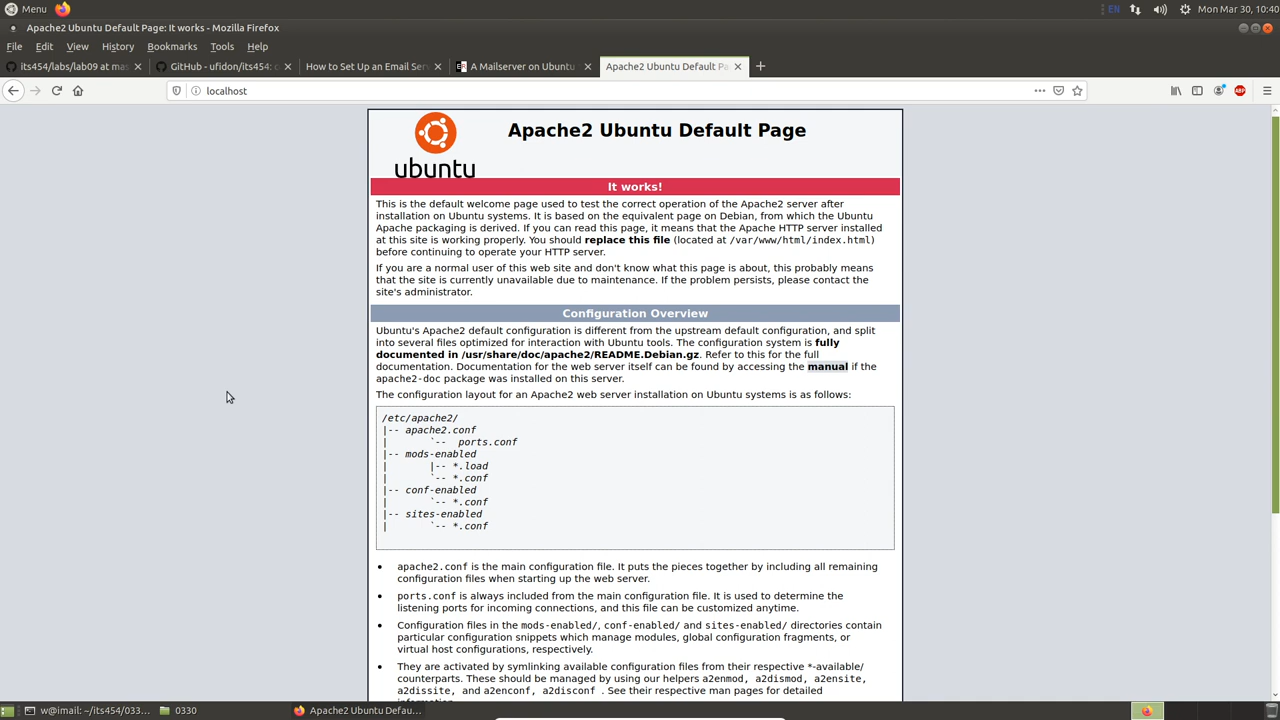 Menu
EN
Mon Mar 30, 10:40
Apache2 Ubuntu Default Page: It works - Mozilla Firefox
File Edit View History Bookmarks Tools Help
its454/labs/lab09 at mas
GitHub - ufidon/its454: c
How to Set Up an Email Serv
ER A Mailserver on Ubuntu
Apache2 Ubuntu Default Pa
localhost
ABP
ubuntu
Apache2 Ubuntu Default Page
It works!
This is the default welcome page used to test the correct operation of the Apache2 server after
installation on Ubuntu systems. It is based on the equivalent page on Debian, from which the Ubuntu
Apache packaging is derived. If you can read this page, it means that the Apache HTTP server installed
at this site is working properly. You should replace this file (located at /var/www/html/index.html)
before continuing to operate your HTTP server.
If you are a normal user of this web site and don't know what this page is about, this probably means
that the site is currently unavailable due to maintenance. If the problem persists, please contact the
site's administrator.
Configuration Overview
Ubuntu's Apache2 default configuration is different from the upstream default configuration, and split
into several files optimized for interaction with Ubuntu tools. The configuration system is fully
documented in /usr/share/doc/apache2/README.Debian.gz. Refer to this for the full
documentation. Documentation for the web server itself can be found by accessing the manual if the
apache2-doc package was installed on this server.
The configuration layout for an Apache2 web server installation on Ubuntu systems is as follows:
/etc/apache2/
|-- apache2.conf
|       `--  ports.conf
|-- mods-enabled
|       |-- *.load
|       `-- *.conf
|-- conf-enabled
|       `-- *.conf
|-- sites-enabled
|       `-- *.conf
• apache2.conf is the main configuration file. It puts the pieces together by including all remaining
configuration files when starting up the web server.
• ports.conf is always included from the main configuration file. It is used to determine the
listening ports for incoming connections, and this file can be customized anytime.
• Configuration files in the mods-enabled/, conf-enabled/ and sites-enabled/ directories contain
particular configuration snippets which manage modules, global configuration fragments, or
virtual host configurations, respectively.
• They are activated by symlinking available configuration files from their respective *-available/
counterparts. These should be managed by using our helpers a2enmod, a2dismod, a2ensite,
a2dissite, and a2enconf, a2disconf . See their respective man pages for detailed
information.
w@imail: ~/its454/033...
0330
Apache2 Ubuntu Defau...